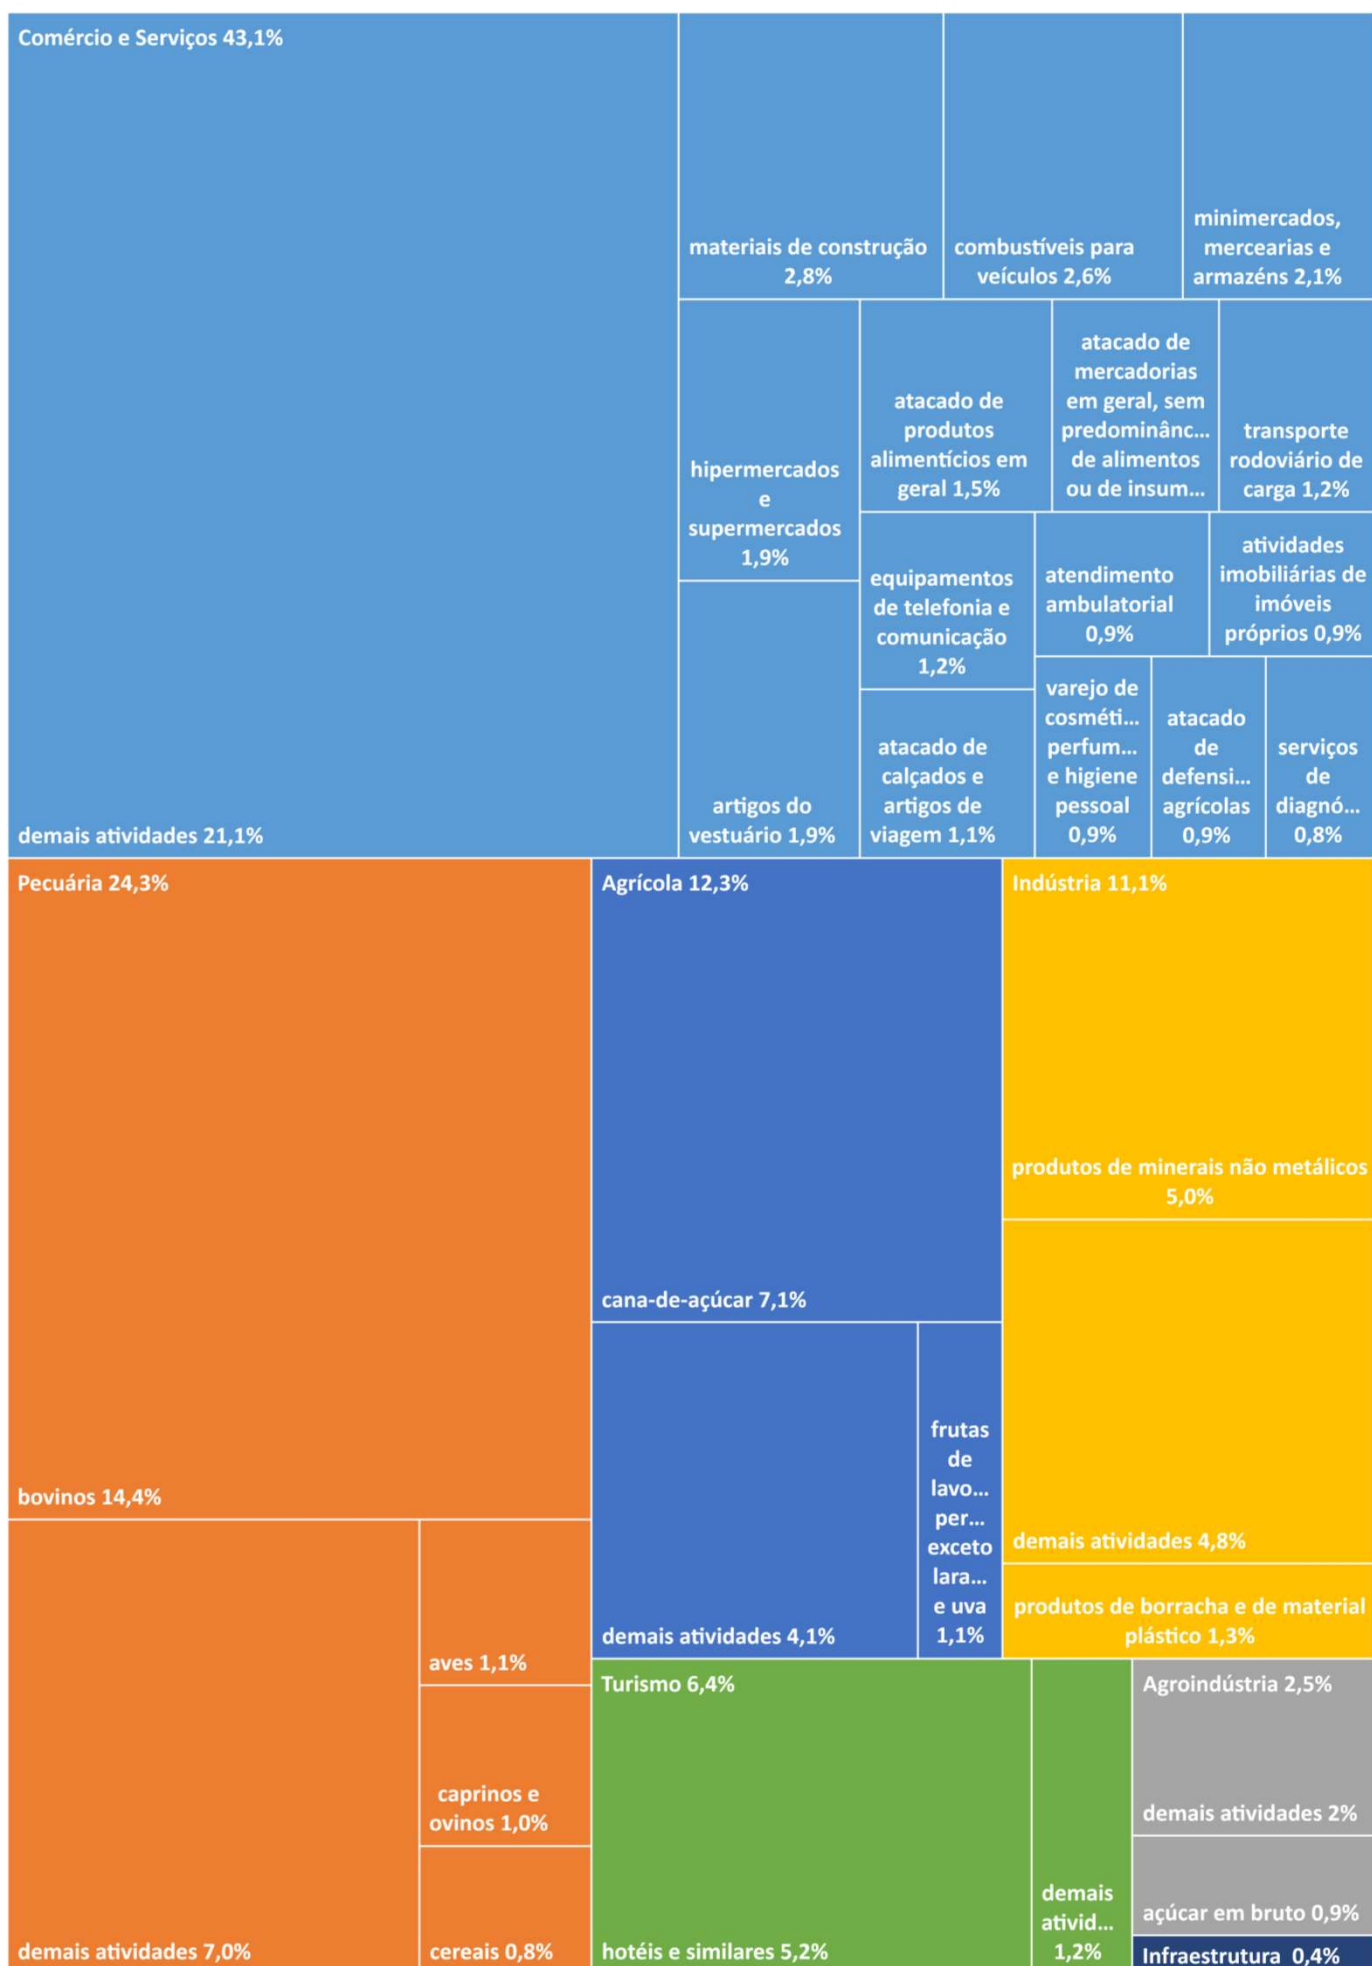 Comércio e Serviços 43,1%
demais atividades 21,1%
materiais de construção
2,8%
combustíveis para
veículos 2,6%
minimercados,
mercearias e
armazéns 2,1%
hipermercados
e
supermercados
1,9%
artigos do
vestuário 1,9%
atacado de
produtos
alimentícios em
geral 1,5%
atacado de
mercadorias
em geral, sem
predominânc...
de alimentos
ou de insum...
transporte
rodoviário de
carga 1,2%
equipamentos
de telefonia e
comunicação
1,2%
atacado de
calçados e
artigos de
viagem 1,1%
atendimento
ambulatorial
0,9%
atividades
imobiliárias de
imóveis
próprios 0,9%
varejo de
cosméti...
perfum...
e higiene
pessoal
0,9%
atacado
de
defensi...
agrícolas
0,9%
serviços
de
diagnó...
0,8%
Pecuária 24,3%
bovinos 14,4%
demais atividades 7,0%
aves 1,1%
caprinos e
ovinos 1,0%
cereais 0,8%
Agrícola 12,3%
cana-de-açúcar 7,1%
demais atividades 4,1%
frutas
de
lavo...
per...
exceto
lara...
e uva
1,1%
Indústria 11,1%
produtos de minerais não metálicos
5,0%
demais atividades 4,8%
produtos de borracha e de material
plástico 1,3%
Turismo 6,4%
hotéis e similares 5,2%
demais
ativid...
1,2%
Agroindústria 2,5%
demais atividades 2%
açúcar em bruto 0,9%
Infraestrutura 0,4%